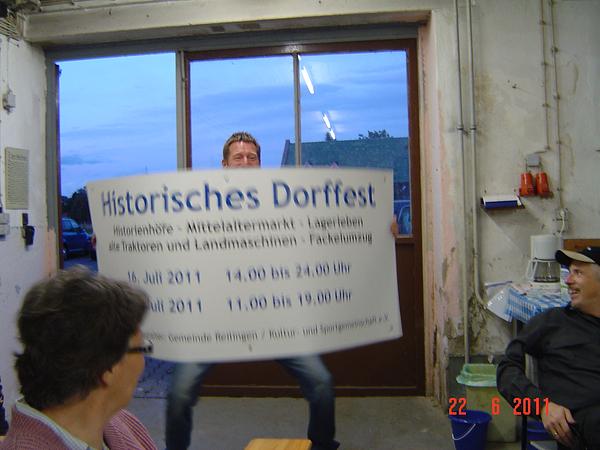 Historisches Dorffest
Historienhöfe - Mittelaltermarkt - Lagerleben
alte Traktoren und Landmaschinen - Fackelumzug
16. Juli 2011 14.00 bis 24.00 Uhr
Juli 2011 11.00 bis 19.00 Uhr
Gemeinde Rellingen / Kultur- und Sportgemeinschaft e.V.
22 6 2011